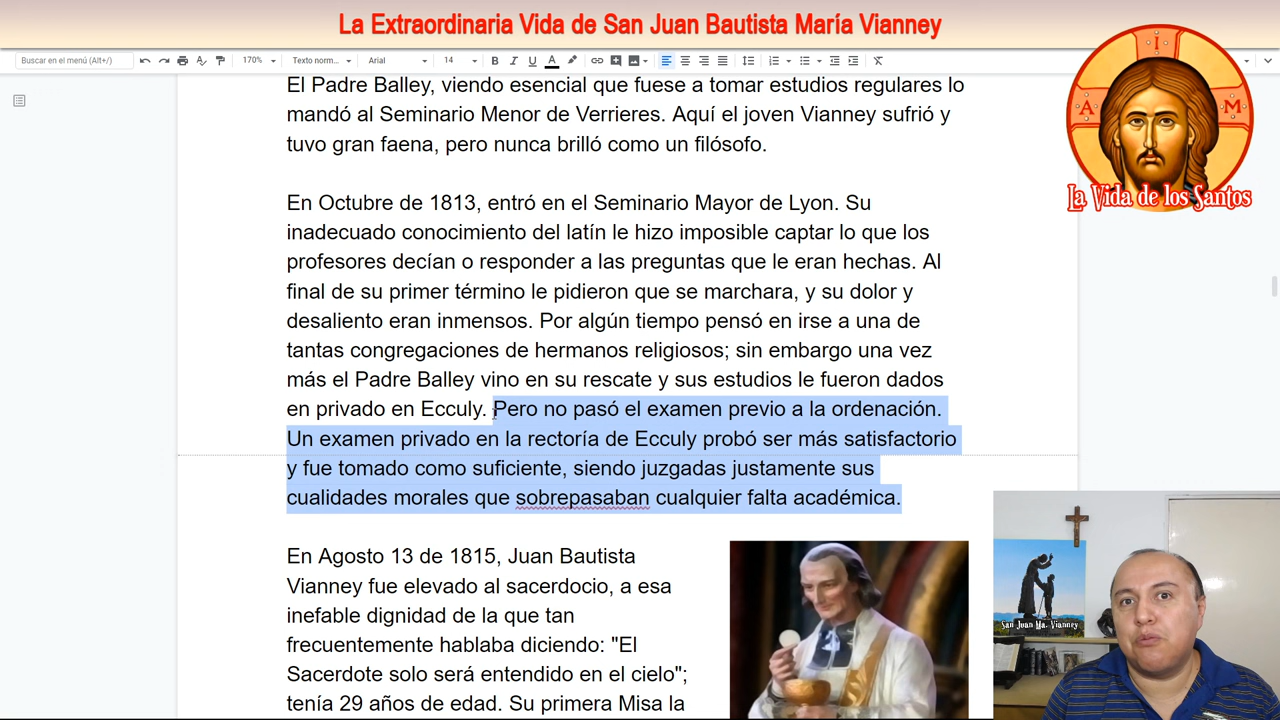 La Extraordinaria Vida de San Juan Bautista María Vianney
Buscar en el menú (Alt+/)
170%
Texto norm...
Arial
14
B
I
U
A
El Padre Balley, viendo esencial que fuese a tomar estudios regulares lo
mandó al Seminario Menor de Verrieres. Aquí el joven Vianney sufrió y
tuvo gran faena, pero nunca brilló como un filósofo.
En Octubre de 1813, entró en el Seminario Mayor de Lyon. Su
inadecuado conocimiento del latín le hizo imposible captar lo que los
profesores decían o responder a las preguntas que le eran hechas. Al
final de su primer término le pidieron que se marchara, y su dolor y
desaliento eran inmensos. Por algún tiempo pensó en irse a una de
tantas congregaciones de hermanos religiosos; sin embargo una vez
más el Padre Balley vino en su rescate y sus estudios le fueron dados
en privado en Ecculy. Pero no pasó el examen previo a la ordenación.
Un examen privado en la rectoría de Ecculy probó ser más satisfactorio
y fue tomado como suficiente, siendo juzgadas justamente sus
cualidades morales que sobrepasaban cualquier falta académica.
En Agosto 13 de 1815, Juan Bautista
Vianney fue elevado al sacerdocio, a esa
inefable dignidad de la que tan
frecuentemente hablaba diciendo: "El
Sacerdote solo será entendido en el cielo";
tenía 29 años de edad. Su primera Misa la
I
A
M
La Vida de los Santos
San Juan Ma. Vianney